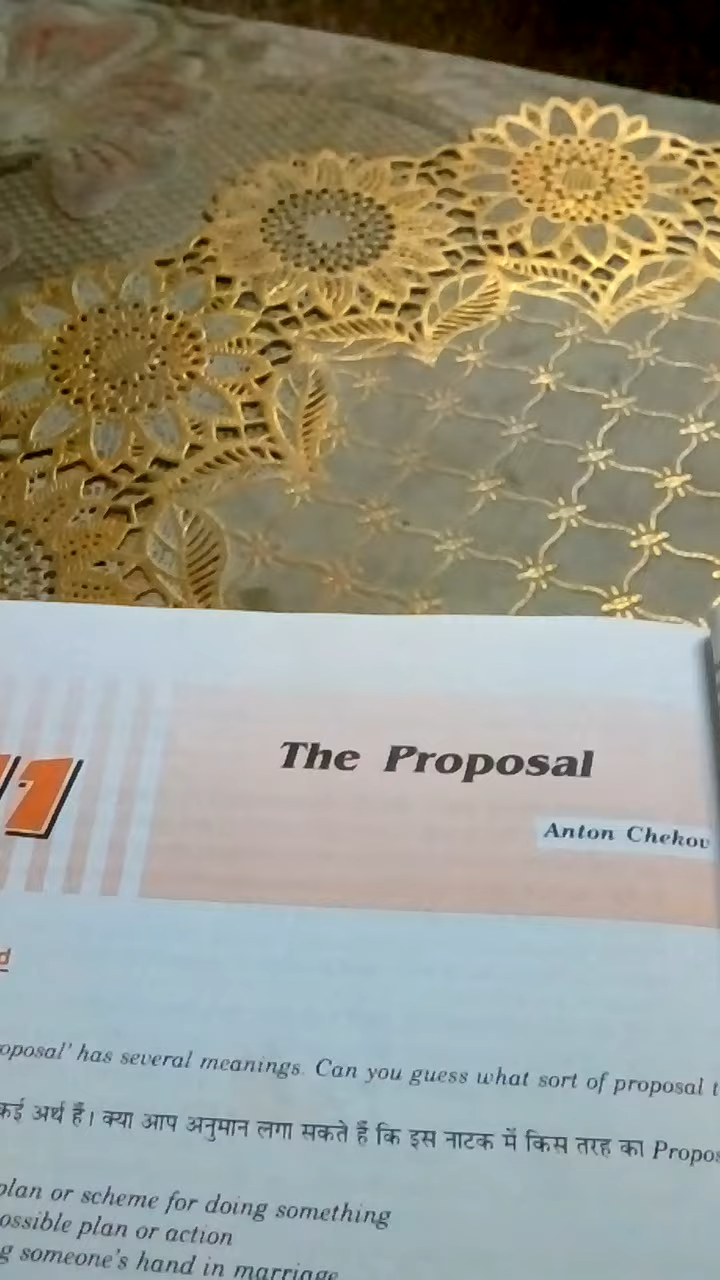 11
The Proposal
Anton Chekov
d
oposal' has several meanings. Can you guess what sort of proposal t
कई अर्थ हैं। क्या आप अनुमान लगा सकते हैं कि इस नाटक में किस तरह का Propos
plan or scheme for doing something
ossible plan or action
g someone's hand in marriage